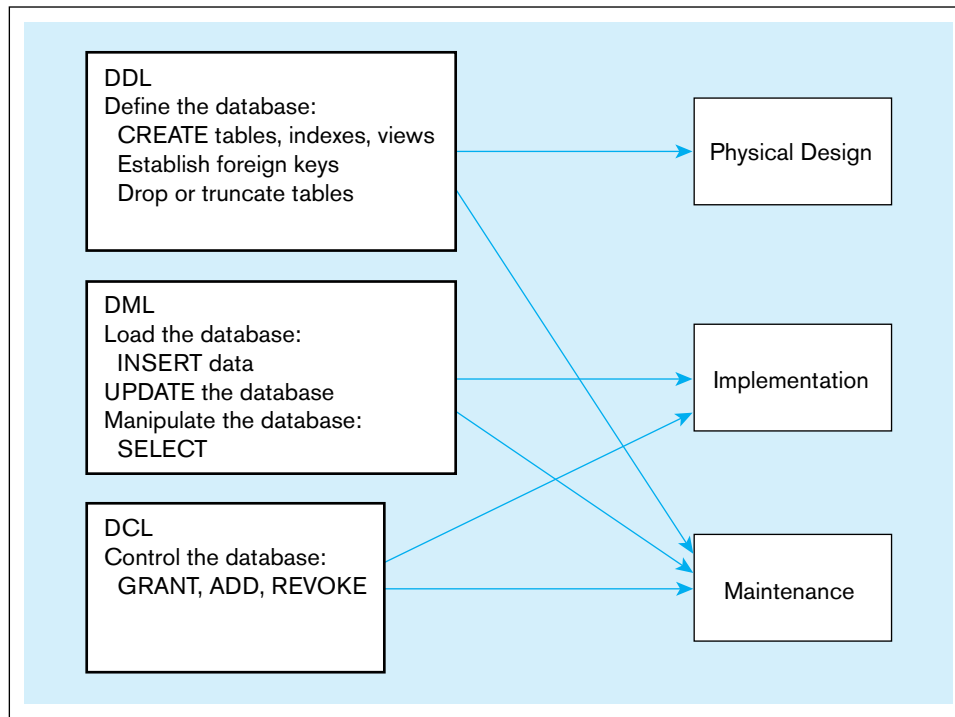 DDL
Define the database:
CREATE tables, indexes, views
Establish foreign keys
Drop or truncate tables
Physical Design
DML
Load the database:
INSERT data
UPDATE the database
Manipulate the database:
SELECT
Implementation
DCL
Control the database:
GRANT, ADD, REVOKE
Maintenance